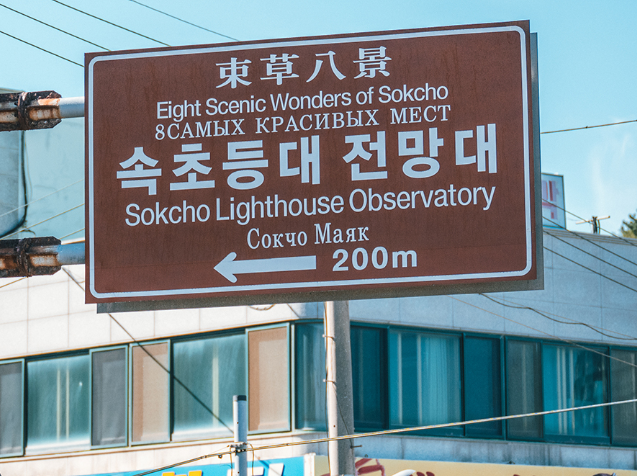 束草八景
Eight Scenic Wonders of Sokcho
8САМЫХ КРАСИВЫХ МЕСТ
속초등대 전망대
Sokcho Lighthouse Observatory
Сокчо Маяк
← 200m